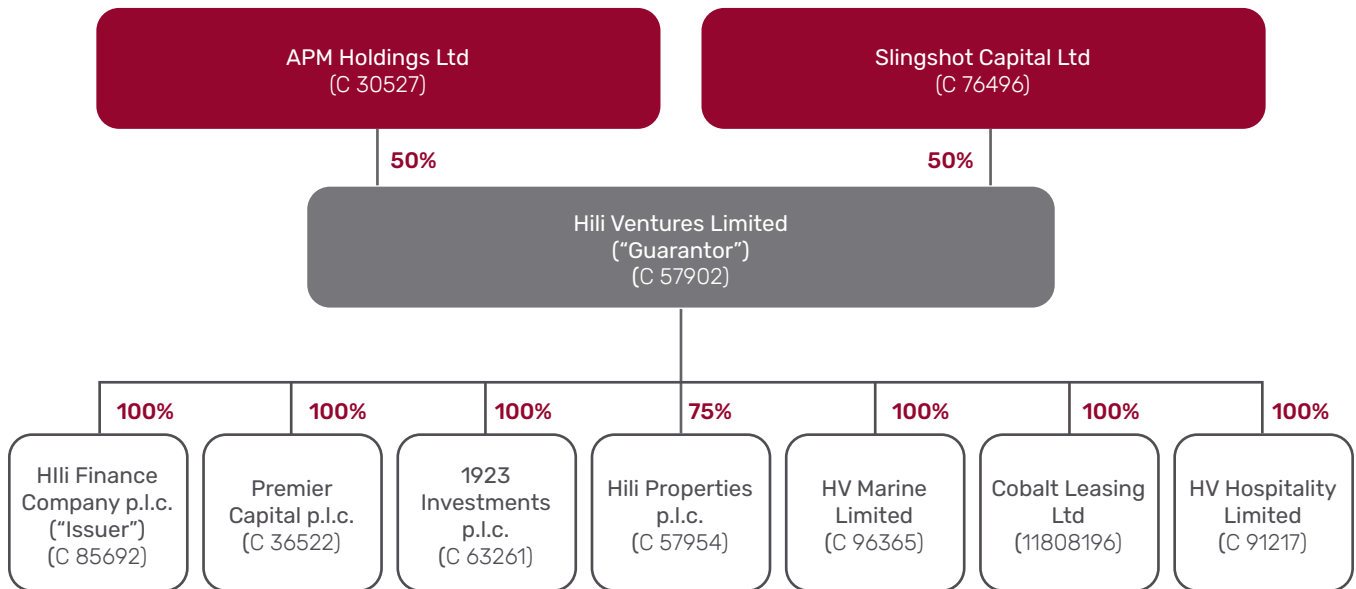 APM Holdings Ltd
(C 30527)
Slingshot Capital Ltd
(C 76496)
50%
50%
Hili Ventures Limited
(“Guarantor”)
(C 57902)
100%
100%
100%
75%
100%
100%
100%
HIli Finance
Company p.l.c.
(“Issuer”)
(C 85692)
Premier
Capital p.l.c.
(C 36522)
1923
Investments
p.l.c.
(C 63261)
Hili Properties
p.l.c.
(C 57954)
HV Marine
Limited
(C 96365)
Cobalt Leasing
Ltd
(11808196)
HV Hospitality
Limited
(C 91217)